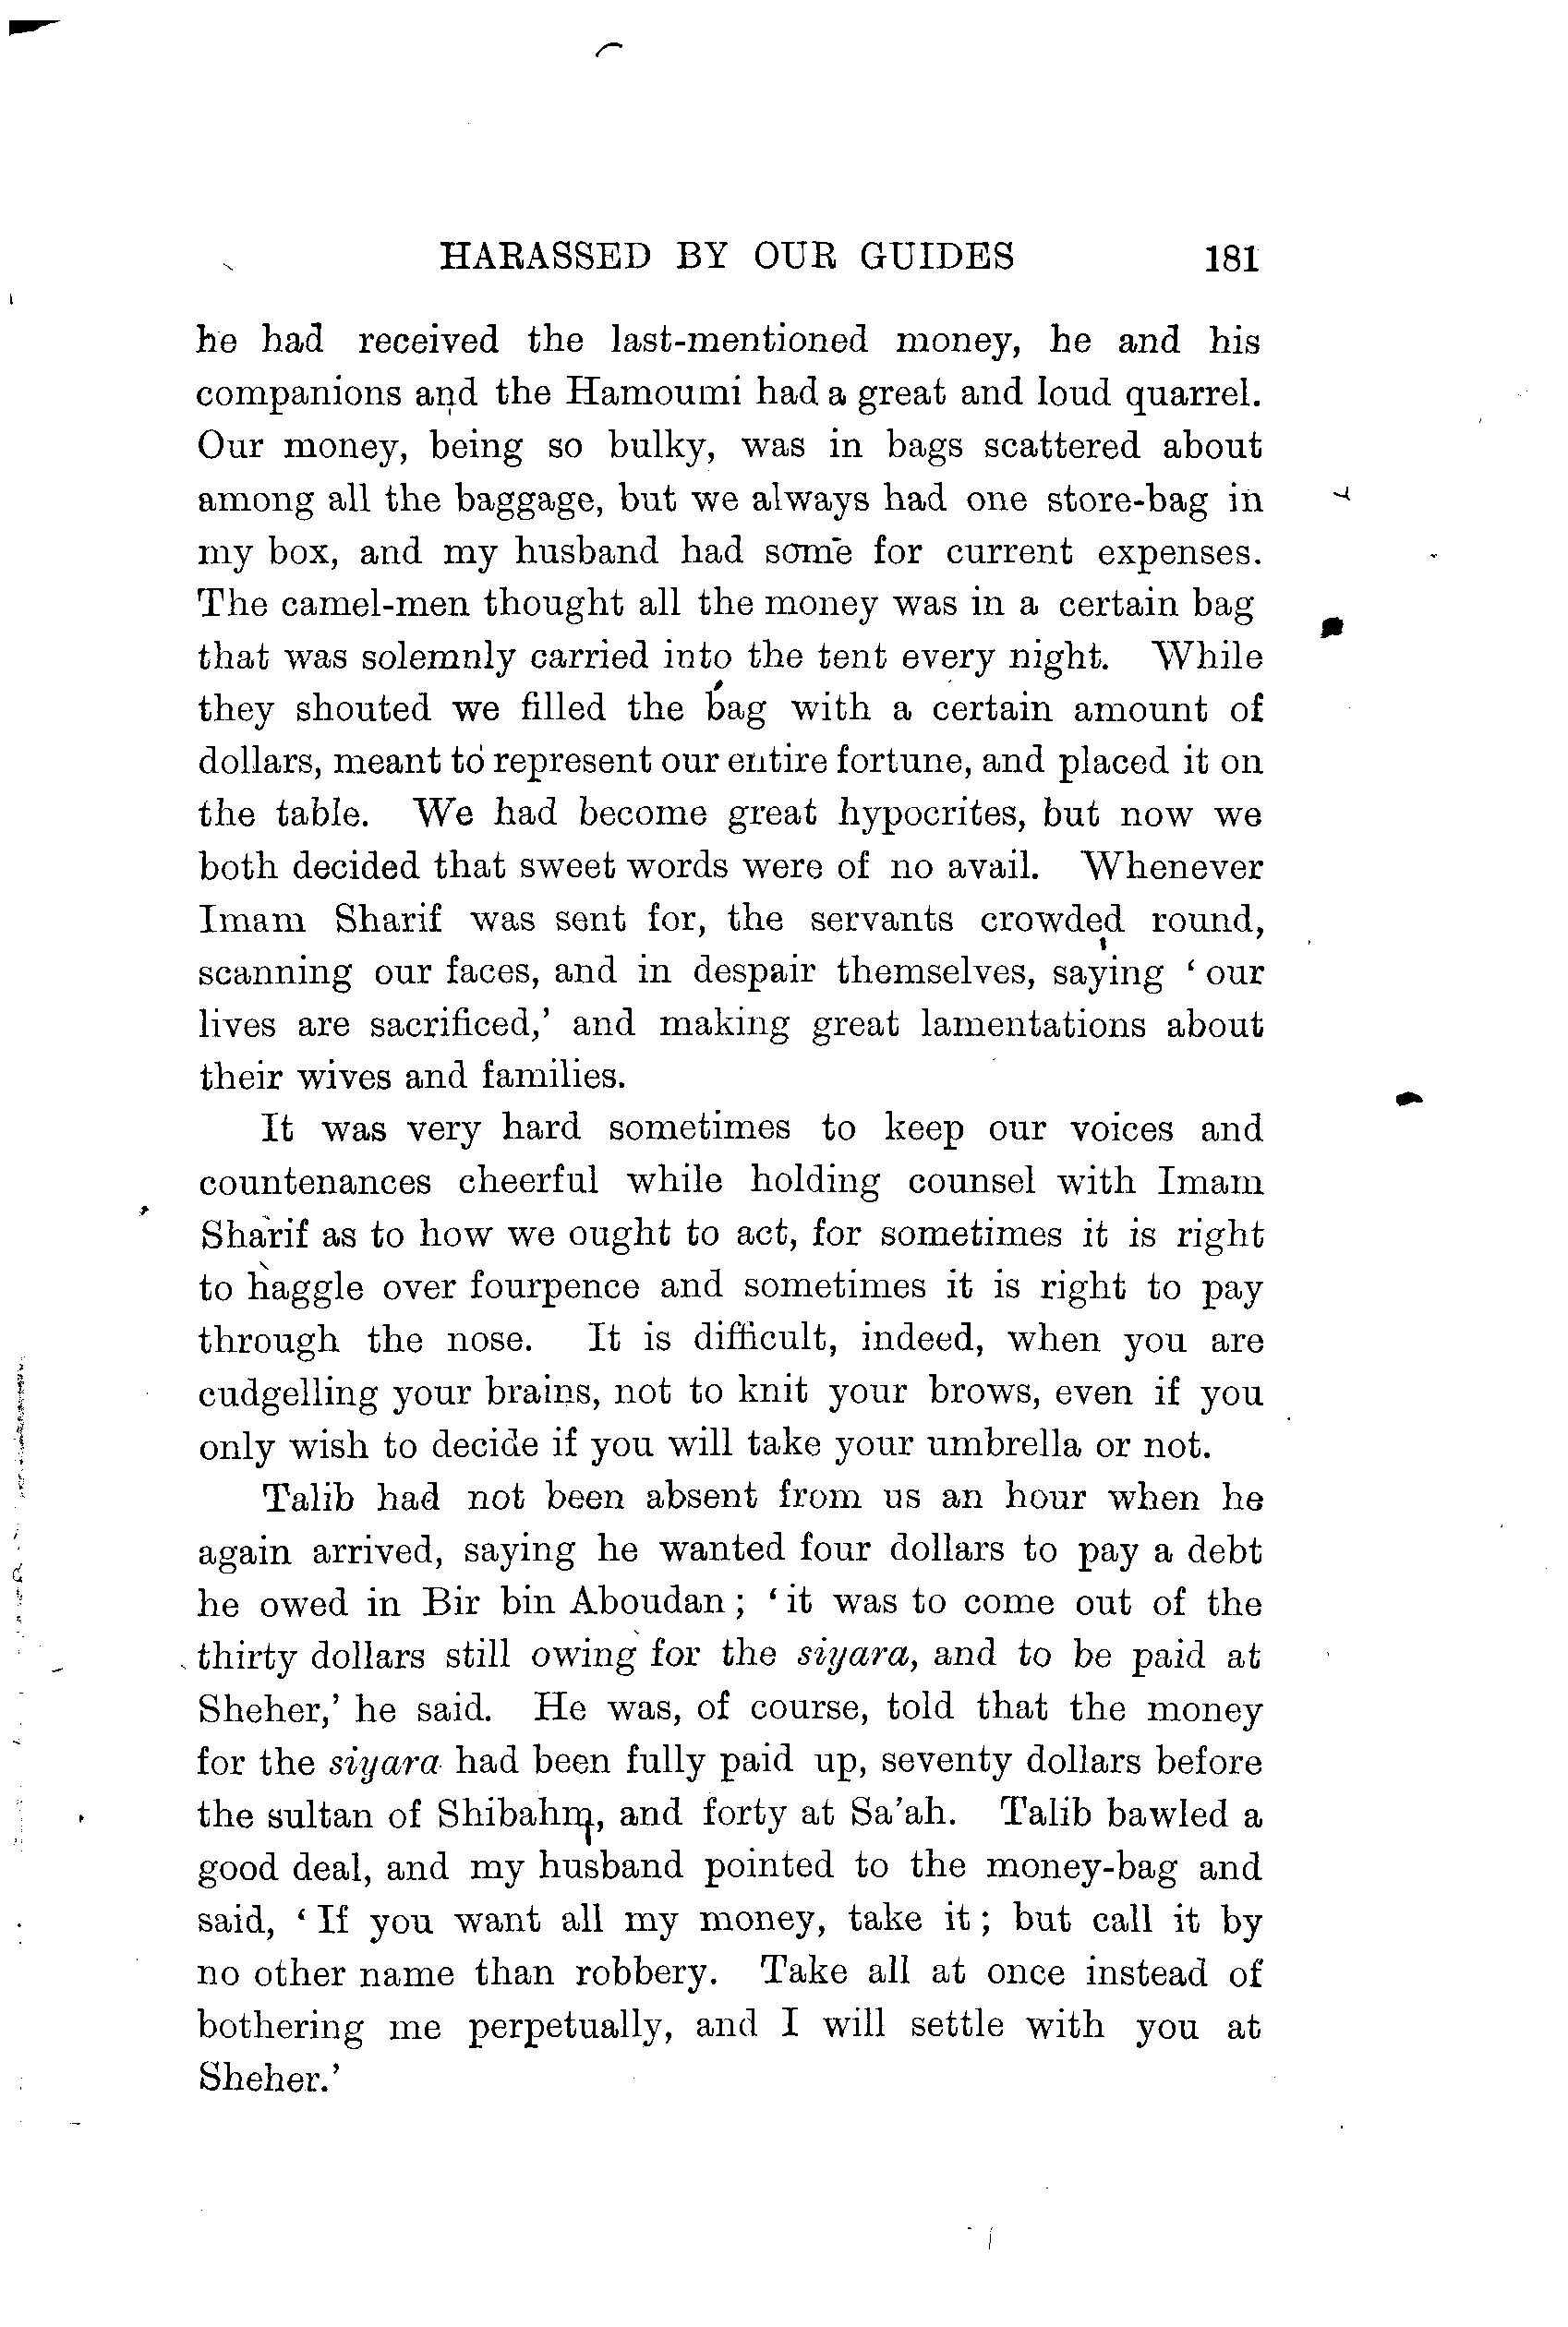 HARASSED BY OUR GUIDES 181
he had received the last-mentioned money, he and his
companions and the Hamoumi had a great and loud quarrel.
Our money, being so bulky, was in bags scattered about
among all the baggage, but we always had one store-bag in
my box, and my husband had some for current expenses.
The camel-men thought all the money was in a certain bag
that was solemnly carried into the tent every night. While
they shouted we filled the bag with a certain amount of
dollars, meant to represent our entire fortune, and placed it on
the table. We had become great hypocrites, but now we
both decided that sweet words were of no avail. Whenever
Imam Sharif was sent for, the servants crowded round,
scanning our faces, and in despair themselves, saying ‘ our
lives are sacrificed,’ and making great lamentations about
their wives and families.
It was very hard sometimes to keep our voices and
countenances cheerful while holding counsel with Imam
Sharif as to how we ought to act, for sometimes it is right
to haggle over fourpence and sometimes it is right to pay
through the nose. It is difficult, indeed, when you are
cudgelling your brains, not to knit your brows, even if you
only wish to decide if you will take your umbrella or not.
Talib had not been absent from us an hour when he
again arrived, saying he wanted four dollars to pay a debt
he owed in Bir bin Aboudan ; ‘ it was to come out of the
thirty dollars still owing for the siyara, and to be paid at
Sheher,’ he said. He was, of course, told that the money
for the siyara had been fully paid up, seventy dollars before
the sultan of Shibahm, and forty at Sa’ah. Talib bawled a
good deal, and my husband pointed to the money-bag and
said, ‘ If you want all my money, take it ; but call it by
no other name than robbery. Take all at once instead of
bothering me perpetually, and I will settle with you at
Sheher.’